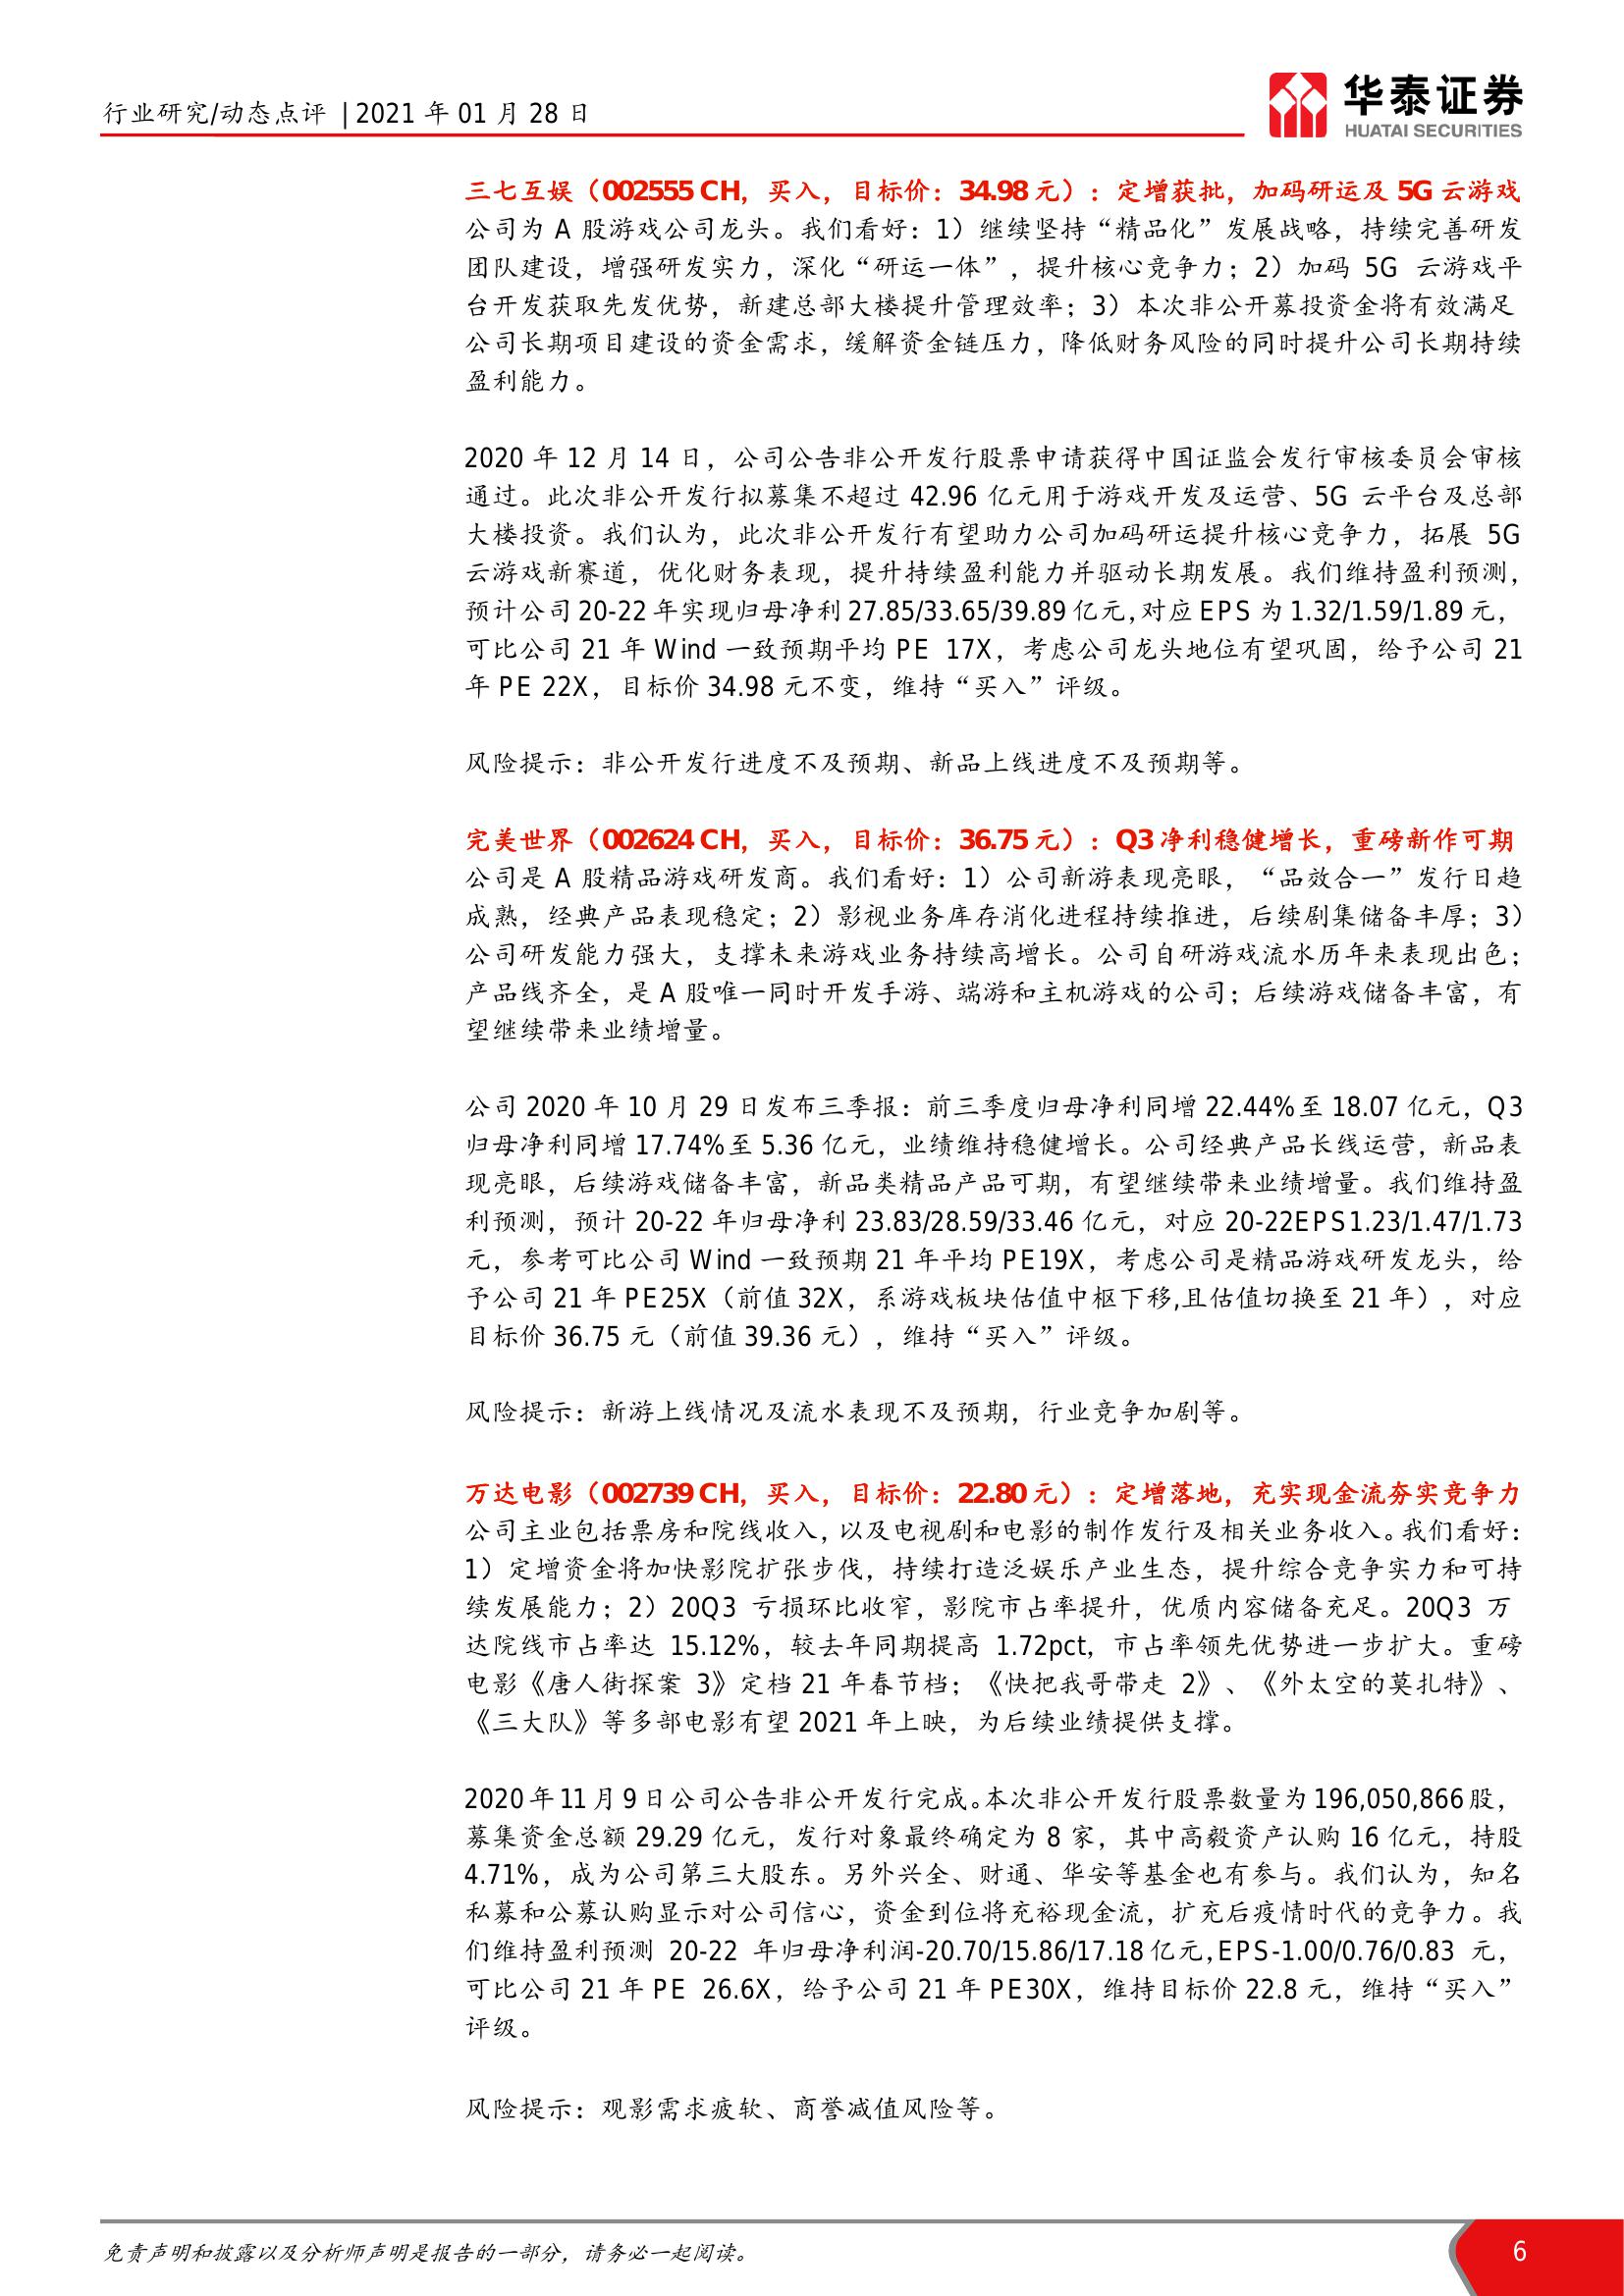 行业研究/动态点评 | 2021 年 01 月 28 日
华泰证券
HUATAI SECURITIES
三七互娱（002555 CH，买入，目标价：34.98 元）：定增获批，加码研运及 5G 云游戏
公司为 A 股游戏公司龙头。我们看好：1）继续坚持“精品化”发展战略，持续完善研发
团队建设，增强研发实力，深化“研运一体”，提升核心竞争力；2）加码 5G 云游戏平
台开发获取先发优势，新建总部大楼提升管理效率；3）本次非公开募投资金将有效满足
公司长期项目建设的资金需求，缓解资金链压力，降低财务风险的同时提升公司长期持续
盈利能力。
2020 年 12 月 14 日，公司公告非公开发行股票申请获得中国证监会发行审核委员会审核
通过。此次非公开发行拟募集不超过 42.96 亿元用于游戏开发及运营、5G 云平台及总部
大楼投资。我们认为，此次非公开发行有望助力公司加码研运提升核心竞争力，拓展 5G
云游戏新赛道，优化财务表现，提升持续盈利能力并驱动长期发展。我们维持盈利预测，
预计公司 20-22 年实现归母净利 27.85/33.65/39.89 亿元,对应 EPS 为 1.32/1.59/1.89 元，
可比公司 21 年 Wind 一致预期平均 PE 17X，考虑公司龙头地位有望巩固，给予公司 21
年 PE 22X，目标价 34.98 元不变，维持“买入”评级。
风险提示：非公开发行进度不及预期、新品上线进度不及预期等。
完美世界（002624 CH，买入，目标价：36.75 元）：Q3 净利稳健增长，重磅新作可期
公司是 A 股精品游戏研发商。我们看好：1）公司新游表现亮眼，“品效合一”发行日趋
成熟，经典产品表现稳定；2）影视业务库存消化进程持续推进，后续剧集储备丰厚；3）
公司研发能力强大，支撑未来游戏业务持续高增长。公司自研游戏流水历年来表现出色；
产品线齐全，是 A 股唯一同时开发手游、端游和主机游戏的公司；后续游戏储备丰富，有
望继续带来业绩增量。
公司 2020 年 10 月 29 日发布三季报：前三季度归母净利同增 22.44%至 18.07 亿元，Q3
归母净利同增 17.74%至 5.36 亿元，业绩维持稳健增长。公司经典产品长线运营，新品表
现亮眼，后续游戏储备丰富，新品类精品产品可期，有望继续带来业绩增量。我们维持盈
利预测，预计 20-22 年归母净利 23.83/28.59/33.46 亿元，对应 20-22EPS1.23/1.47/1.73
元，参考可比公司 Wind 一致预期 21 年平均 PE19X，考虑公司是精品游戏研发龙头，给
予公司 21 年 PE25X（前值 32X，系游戏板块估值中枢下移,且估值切换至 21 年），对应
目标价 36.75 元（前值 39.36 元），维持“买入”评级。
风险提示：新游上线情况及流水表现不及预期，行业竞争加剧等。
万达电影（002739 CH，买入，目标价：22.80 元）：定增落地，充实现金流夯实竞争力
公司主业包括票房和院线收入，以及电视剧和电影的制作发行及相关业务收入。我们看好：
1）定增资金将加快影院扩张步伐，持续打造泛娱乐产业生态，提升综合竞争实力和可持
续发展能力；2）20Q3 亏损环比收窄，影院市占率提升，优质内容储备充足。20Q3 万
达院线市占率达 15.12%，较去年同期提高 1.72pct，市占率领先优势进一步扩大。重磅
电影《唐人街探案 3》定档 21 年春节档；《快把我哥带走 2》、《外太空的莫扎特》、
《三大队》等多部电影有望 2021 年上映，为后续业绩提供支撑。
2020 年 11 月 9 日公司公告非公开发行完成。本次非公开发行股票数量为 196,050,866 股，
募集资金总额 29.29 亿元，发行对象最终确定为 8 家，其中高毅资产认购 16 亿元，持股
4.71%，成为公司第三大股东。另外兴全、财通、华安等基金也有参与。我们认为，知名
私募和公募认购显示对公司信心，资金到位将充裕现金流，扩充后疫情时代的竞争力。我
们维持盈利预测 20-22 年归母净利润-20.70/15.86/17.18 亿元,EPS-1.00/0.76/0.83 元，
可比公司 21 年 PE 26.6X，给予公司 21 年 PE30X，维持目标价 22.8 元，维持“买入”
评级。
风险提示：观影需求疲软、商誉减值风险等。
免责声明和披露以及分析师声明是报告的一部分，请务必一起阅读。
6